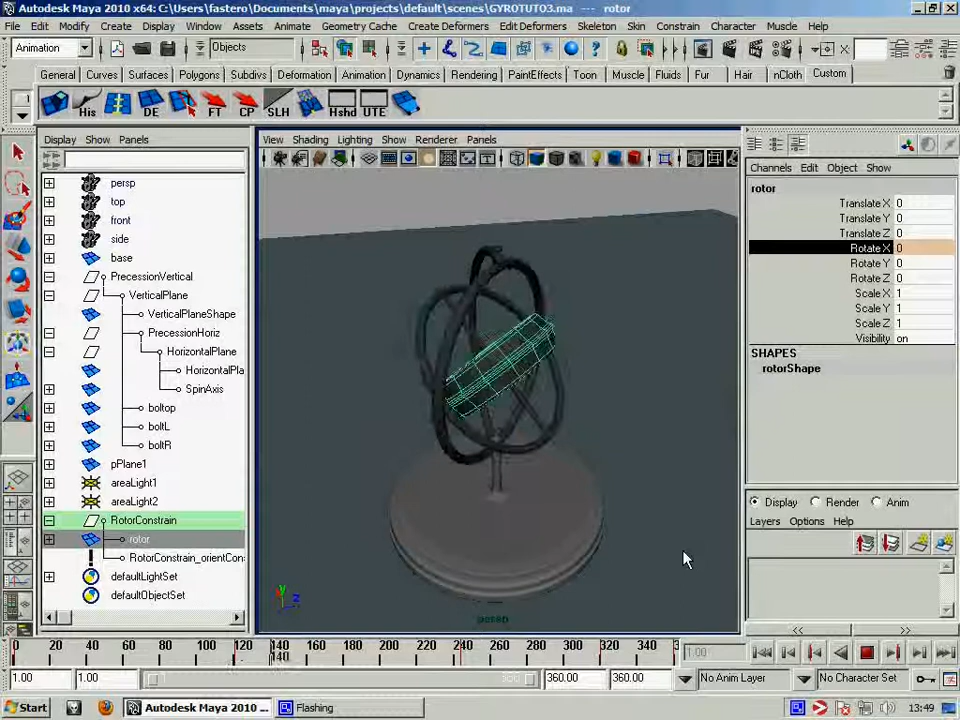 Autodesk Maya 2010 x64: C:\Users\fastero\Documents\maya\projects\default\scenes\GYROTUTO3.ma --- rotor
File Edit Modify Create Display Window Assets Animate Geometry Cache Create Deformers Edit Deformers Skeleton Skin Constrain Character Muscle Help
Animation Objects X
General Curves Surfaces Polygons Subdivs Deformation Animation Dynamics Rendering PaintEffects Toon Muscle Fluids Fur Hair nCloth Custom
His DE FT CP SLH Hshd UTE
Display Show Panels
View Shading Lighting Show Renderer Panels
Channels Edit Object Show
persp
top
front
side
base
PrecessionVertical
VerticalPlane
VerticalPlaneShape
PrecessionHoriz
HorizontalPlane
HorizontalPla
SpinAxis
boltop
boltL
boltR
pPlane1
areaLight1
areaLight2
RotorConstrain
rotor
RotorConstrain_orientCon
defaultLightSet
defaultObjectSet
y
z
persp
rotor
Translate X 0
Translate Y 0
Translate Z 0
Rotate X 0
Rotate Y 0
Rotate Z 0
Scale X 1
Scale Y 1
Scale Z 1
Visibility on
SHAPES
rotorShape
Display Render Anim
Layers Options Help
0 20 40 60 80 100 120 140 160 180 200 220 240 260 280 300 320 340
140
1.00
1.00 1.00 360.00 360.00 No Anim Layer No Character Set
Start Autodesk Maya 2010 ... Flashing 13:49